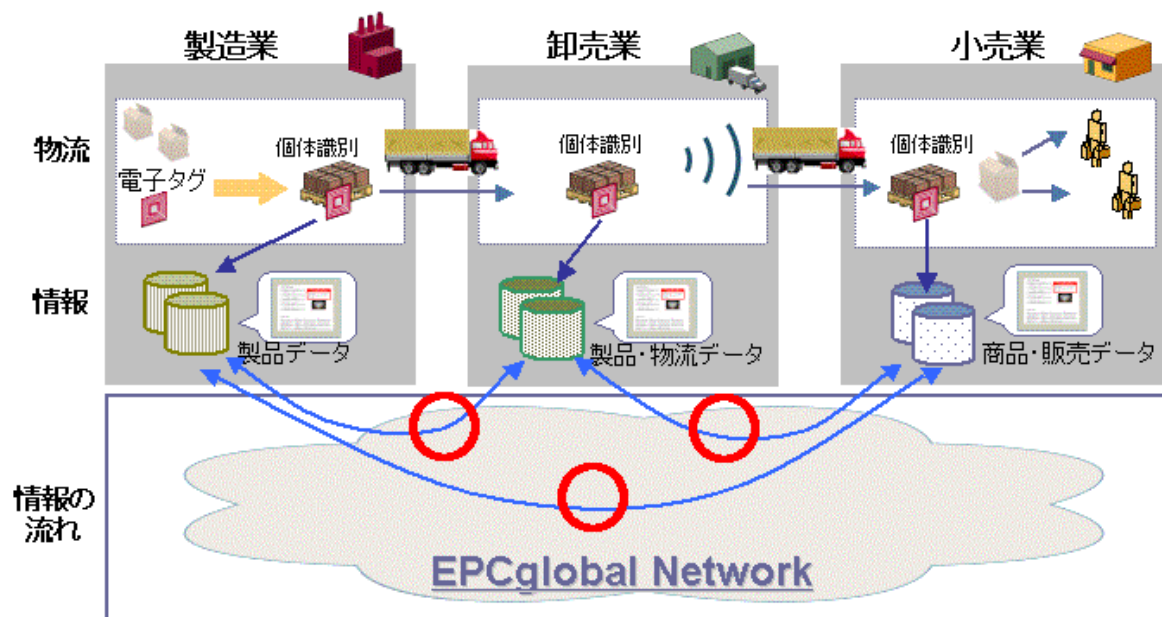 製造業
卸売業
小売業
物流
電子タグ
個体識別
個体識別
個体識別
情報
製品データ
製品・物流データ
商品・販売データ
情報の
流れ
EPCglobal Network